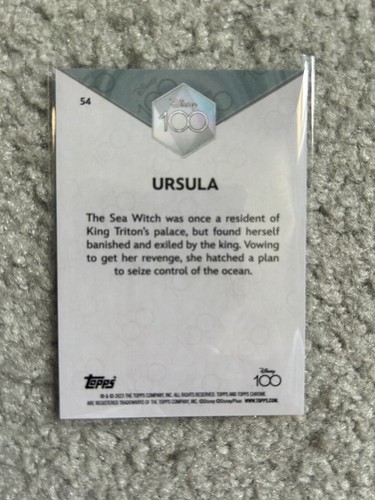 54
Disney
100
URSULA
The Sea Witch was once a resident of
King Triton's palace, but found herself
banished and exiled by the king. Vowing
to get her revenge, she hatched a plan
to seize control of the ocean.
Topps
Disney
100
® & © 2023 THE TOPPS COMPANY, INC. ALL RIGHTS RESERVED. TOPPS AND TOPPS CHROME
ARE REGISTERED TRADEMARKS OF THE TOPPS COMPANY, INC. ©Disney ©DisneyPixar WWW.TOPPS.COM